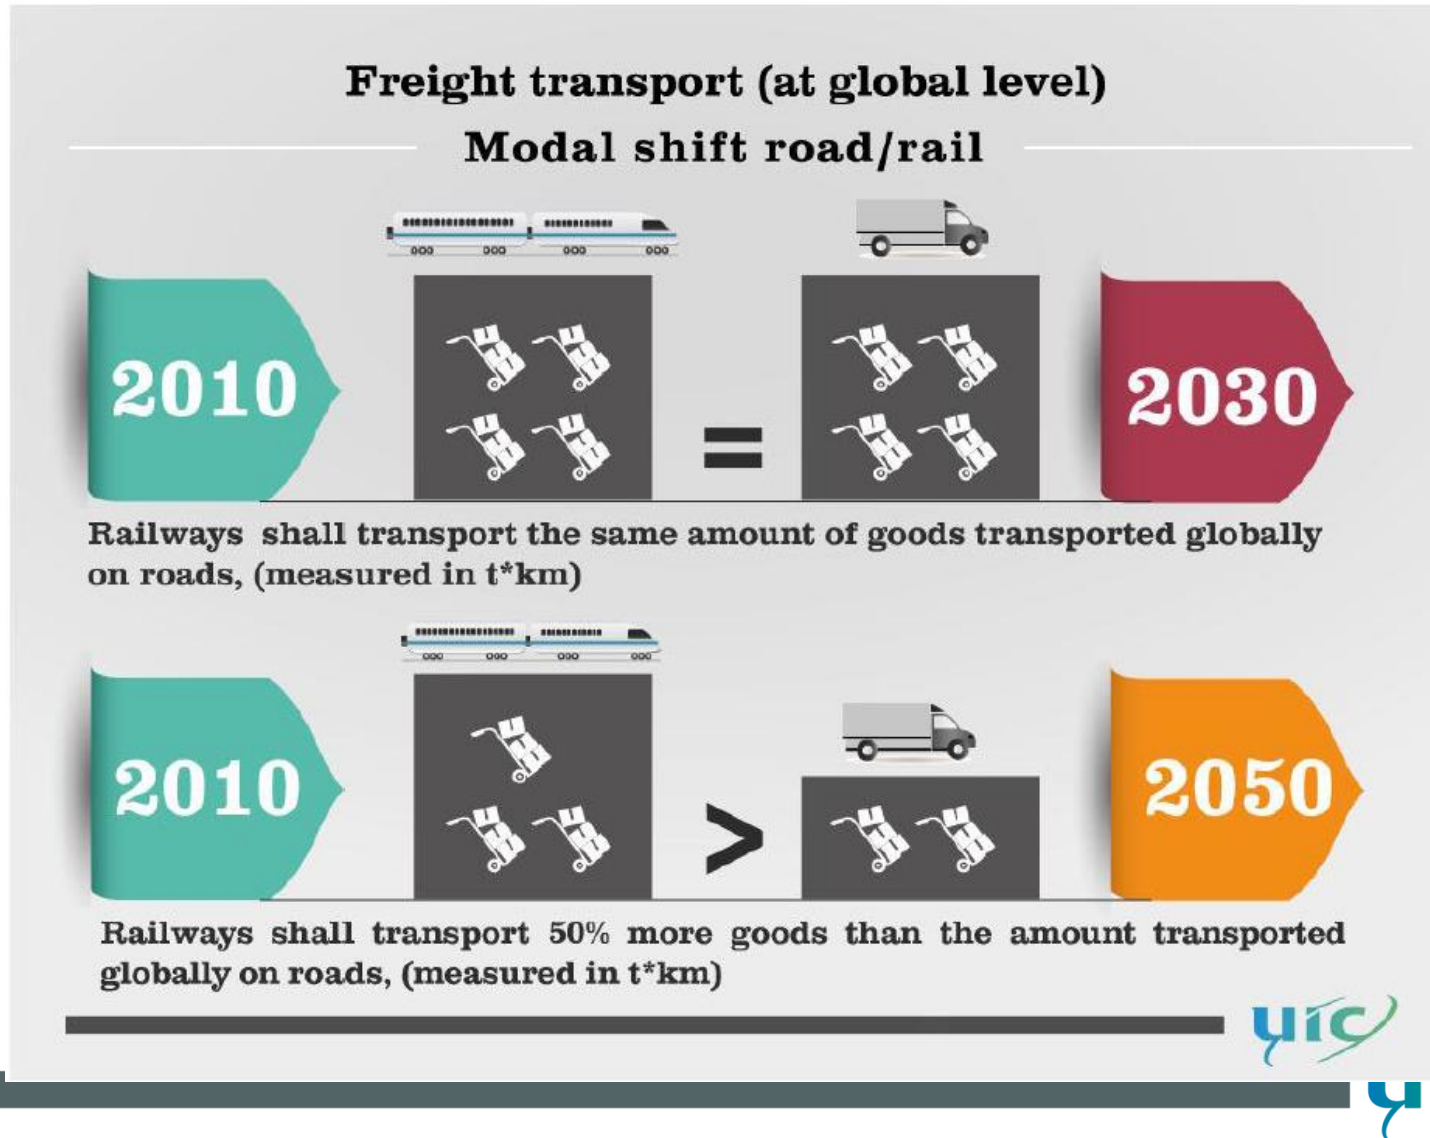 Freight transport (at global level)
Modal shift road/rail
2010
=
2030
Railways shall transport the same amount of goods transported globally
on roads, (measured in t*km)
2010
>
2050
Railways shall transport 50% more goods than the amount transported
globally on roads, (measured in t*km)
uic